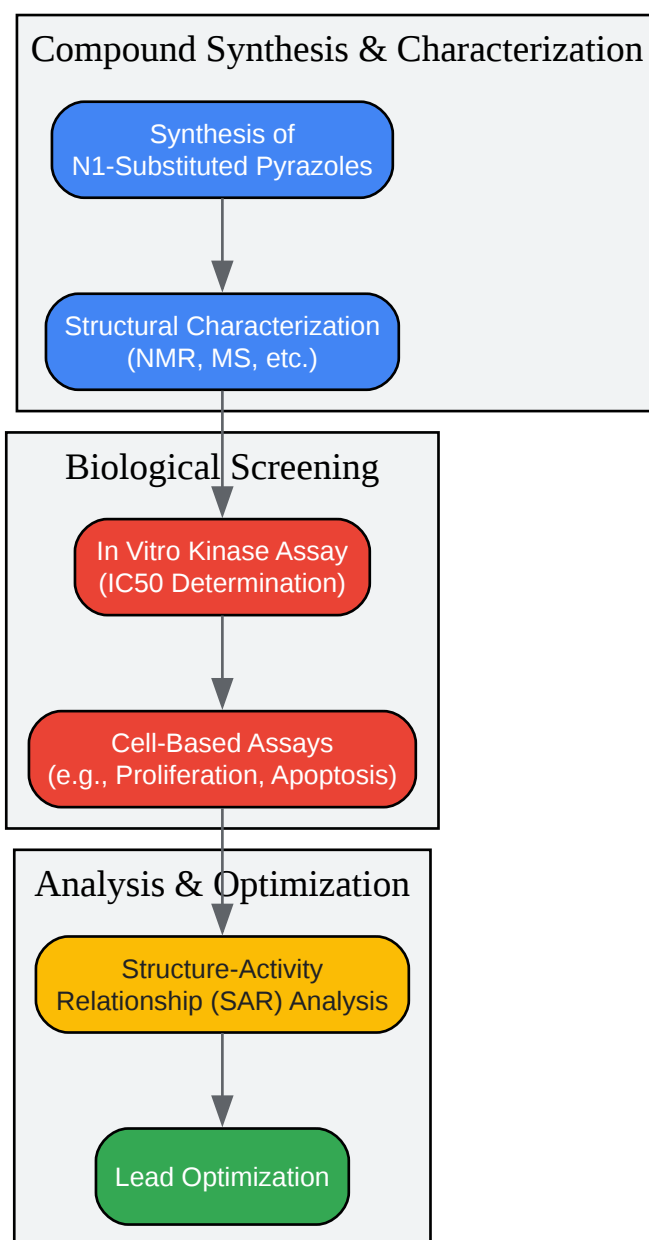 Compound Synthesis & Characterization
Synthesis of
N1-Substituted Pyrazoles
Structural Characterization
(NMR, MS, etc.)
Biological Screening
In Vitro Kinase Assay
(IC50 Determination)
Cell-Based Assays
(e.g., Proliferation, Apoptosis)
Analysis & Optimization
Structure-Activity
Relationship (SAR) Analysis
Lead Optimization